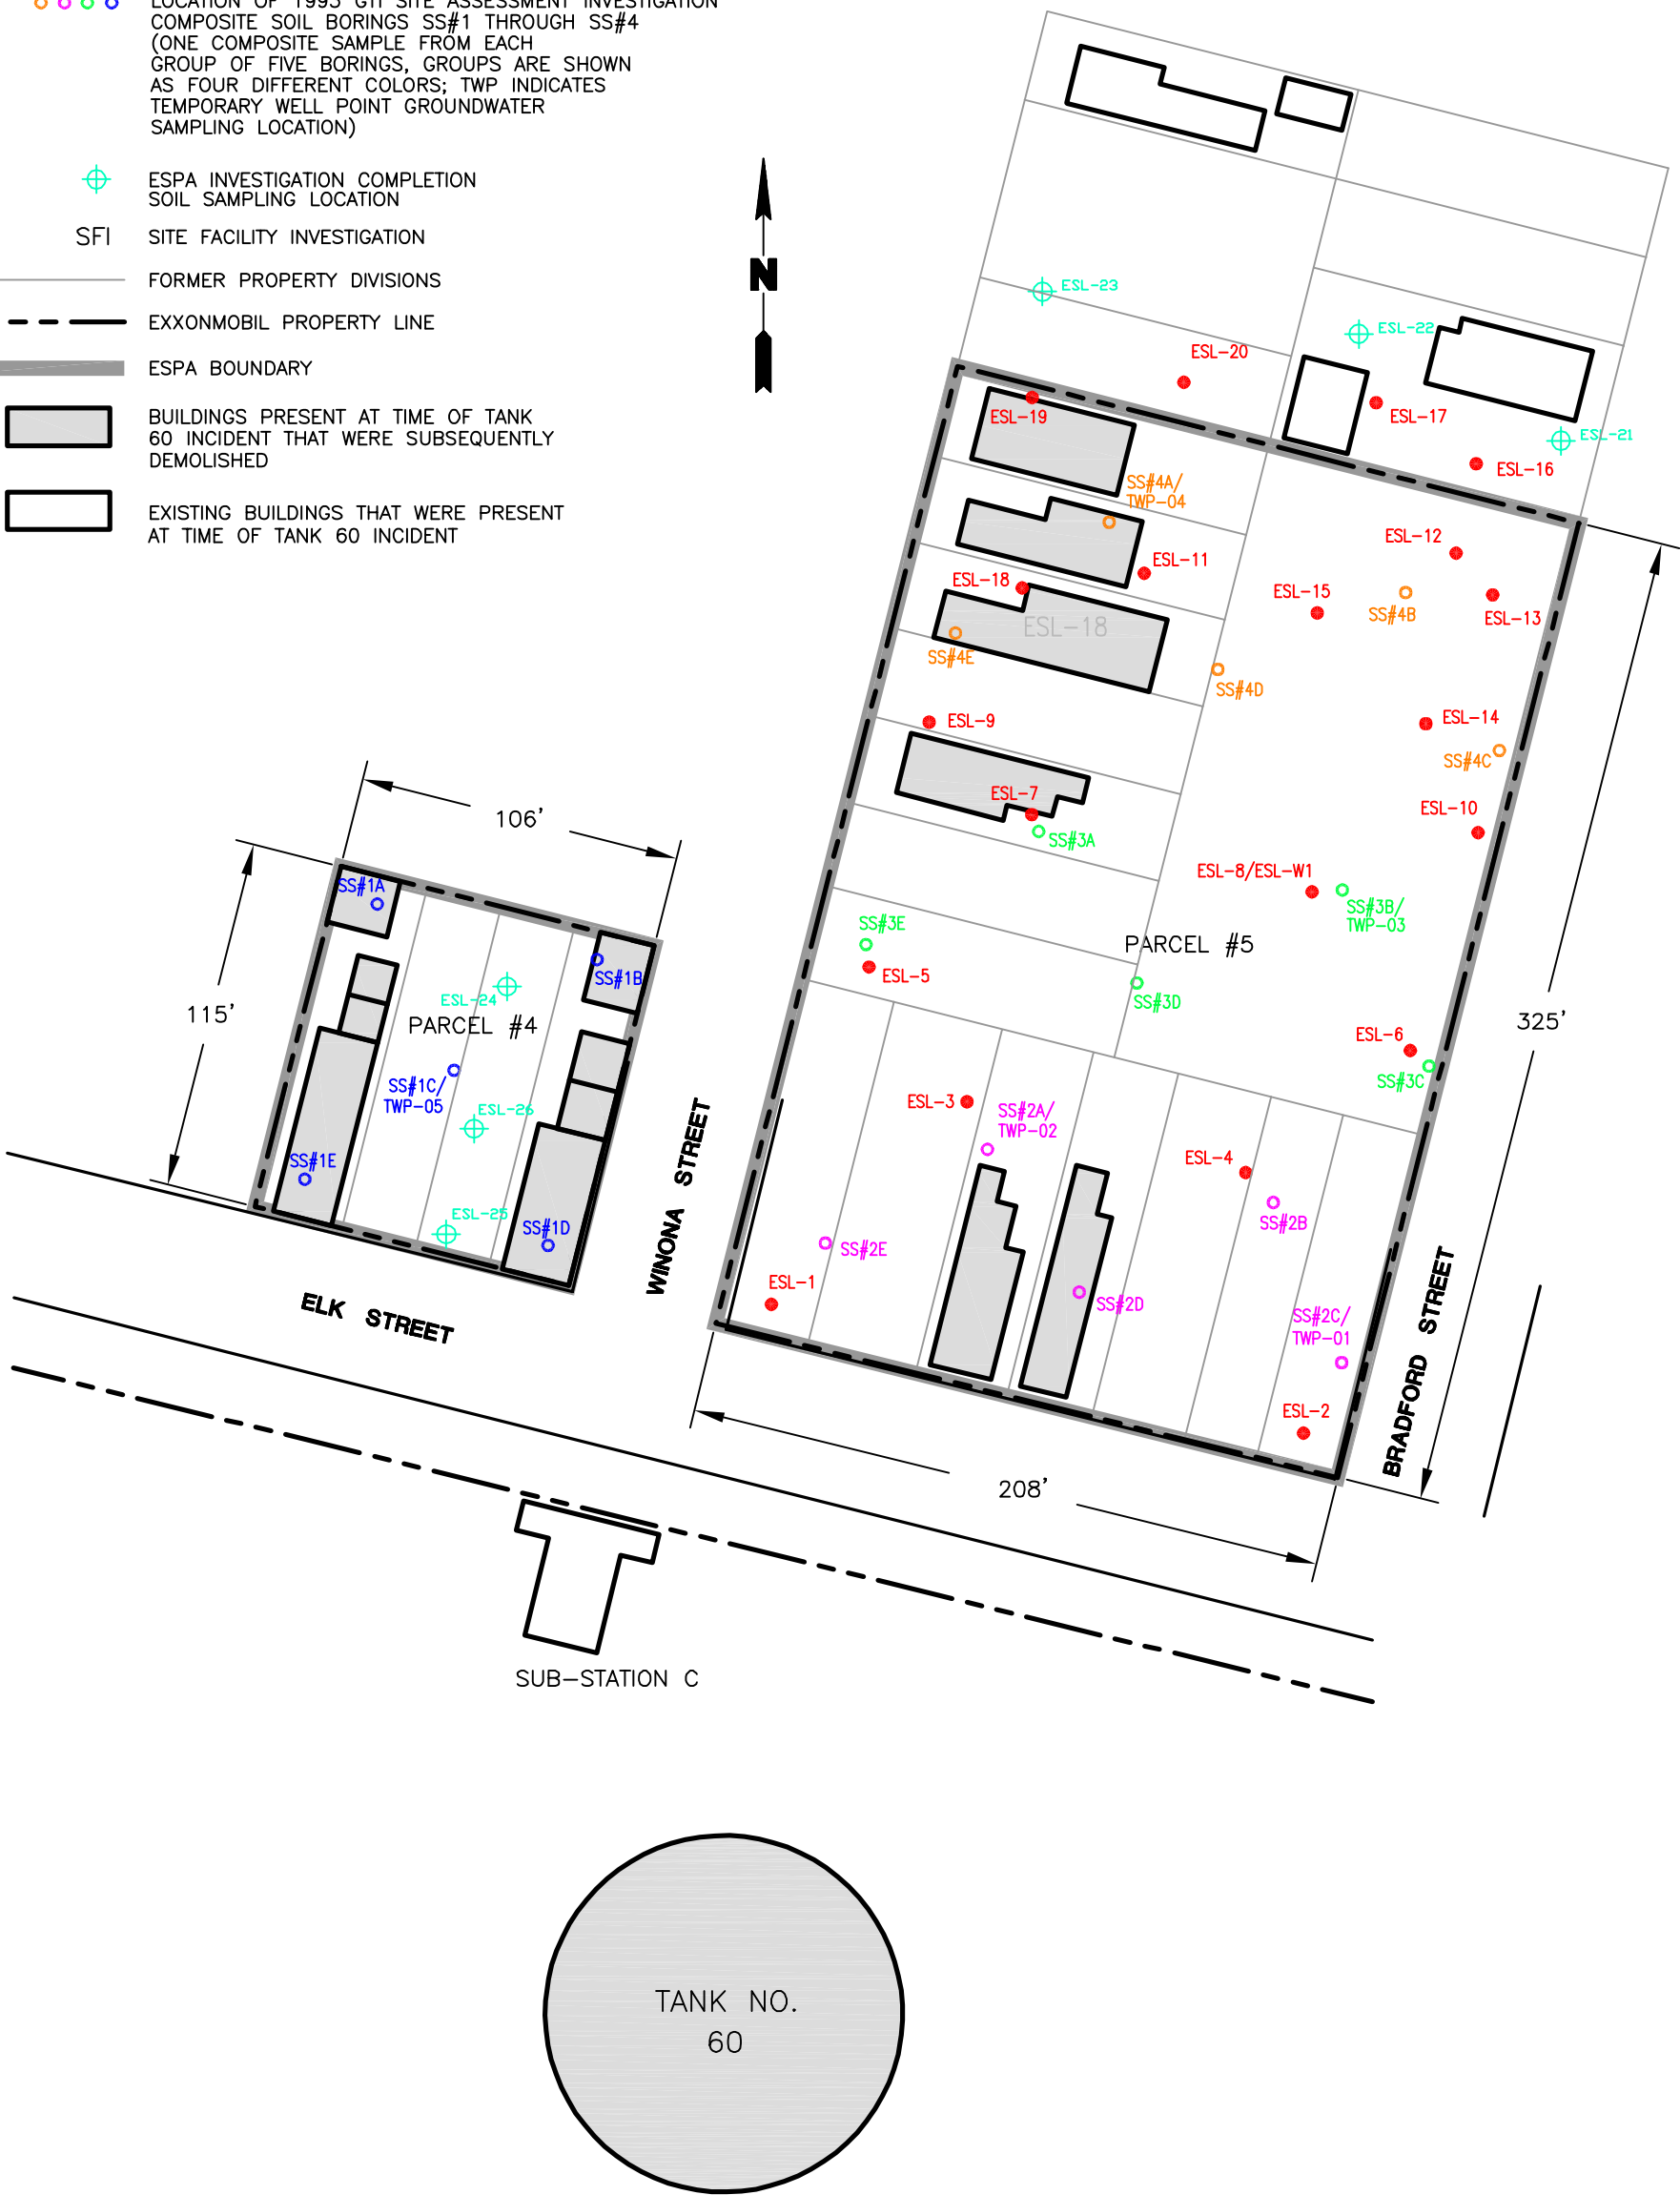 LOCATION OF 1995 GTI SITE ASSESSMENT INVESTIGATION
COMPOSITE SOIL BORINGS SS#1 THROUGH SS#4
(ONE COMPOSITE SAMPLE FROM EACH
GROUP OF FIVE BORINGS, GROUPS ARE SHOWN
AS FOUR DIFFERENT COLORS; TWP INDICATES
TEMPORARY WELL POINT GROUNDWATER
SAMPLING LOCATION)
ESPA INVESTIGATION COMPLETION
SOIL SAMPLING LOCATION
SFI SITE FACILITY INVESTIGATION
FORMER PROPERTY DIVISIONS
EXXONMOBIL PROPERTY LINE
ESPA BOUNDARY
BUILDINGS PRESENT AT TIME OF TANK
60 INCIDENT THAT WERE SUBSEQUENTLY
DEMOLISHED
EXISTING BUILDINGS THAT WERE PRESENT
AT TIME OF TANK 60 INCIDENT
N
ESL-23
ESL-22
ESL-20
ESL-19
ESL-17
ESL-21
ESL-16
SS#4A/
TWP-04
ESL-12
ESL-11
ESL-18
ESL-15
SS#4B
ESL-13
ESL-18
SS#4E
SS#4D
ESL-9
ESL-14
SS#4C
ESL-7
ESL-10
SS#3A
ESL-8/ESL-W1
SS#3B/
TWP-03
SS#3E
PARCEL #5
ESL-5
SS#3D
325'
ESL-6
SS#3C
106'
115'
SS#1A
SS#1B
ESL-24
PARCEL #4
SS#1C/
TWP-05
ESL-26
SS#1E
ESL-25
SS#1D
ESL-3
SS#2A/
TWP-02
ESL-4
SS#2B
SS#2E
ESL-1
SS#2D
SS#2C/
TWP-01
ESL-2
WINONA STREET
BRADFORD STREET
ELK STREET
208'
SUB-STATION C
TANK NO.
60